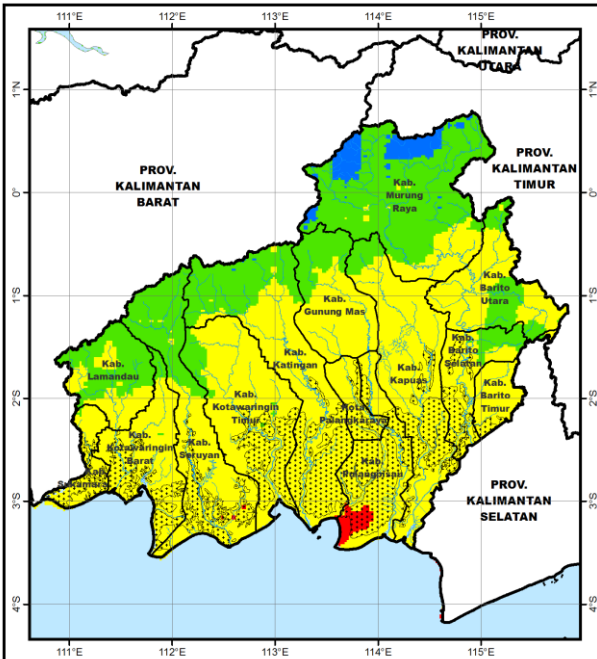 111°E 112°E 113°E 114°E 115°E
PROV.
KALIMANTAN
UTARA
1°N
PROV.
KALIMANTAN
BARAT
PROV.
KALIMANTAN
TIMUR
Kab.
Murung
Raya
0°
Kab.
Barito
Utara
1°S
Kab.
Gunung Mas
Kab.
Barito
Selatan
Kab.
Lamandau
Kab.
Katingan
Kab.
Kapuas
Kab.
Barito
Timur
2°S
Kab.
Kotawaringin
Timur
Kota
Palangkaraya
Kab.
Kotawaringin
Barat
Kab.
Seruyan
Kab.
Pulangpisau
Kab.
Sukamara
PROV.
KALIMANTAN
SELATAN
3°S
4°S
111°E 112°E 113°E 114°E 115°E